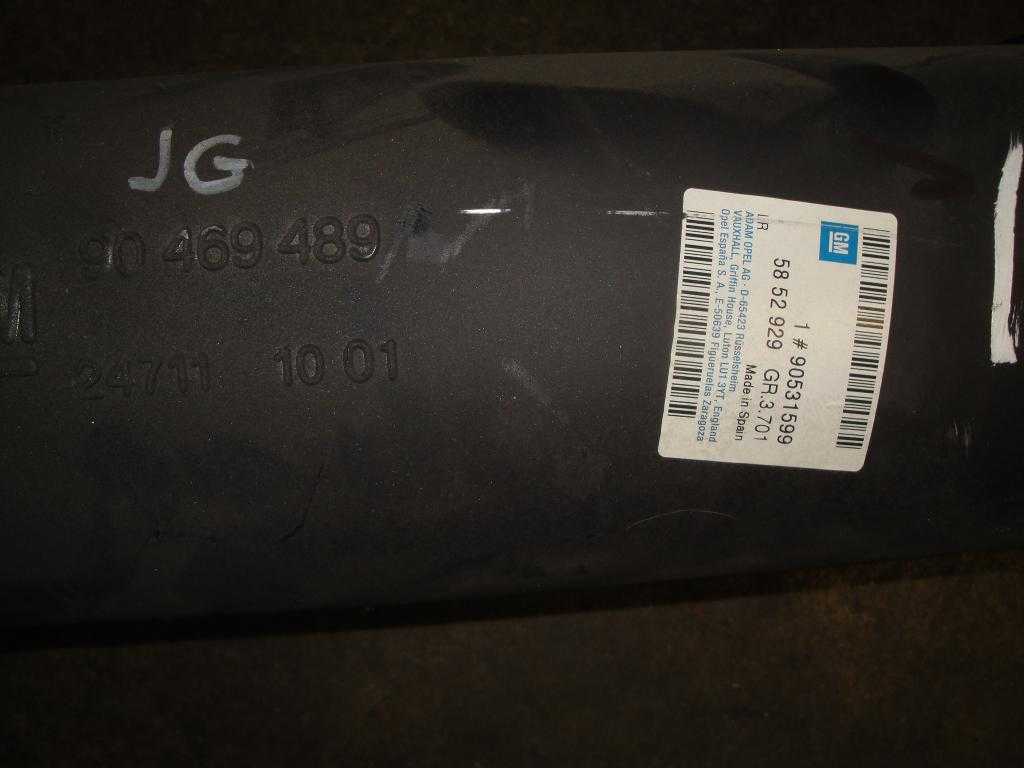 JG
90 469 489
M
24711 10 01
GM
1 # 90531599
58 52 929 GR.3.701
Made in Spain
LR
ADAM OPEL AG · D-65423 Rüsselsheim
VAUXHALL, Griffin House, Luton LU1 3YT, England
Opel España S. A., E-50639 Figueruelas Zaragoza